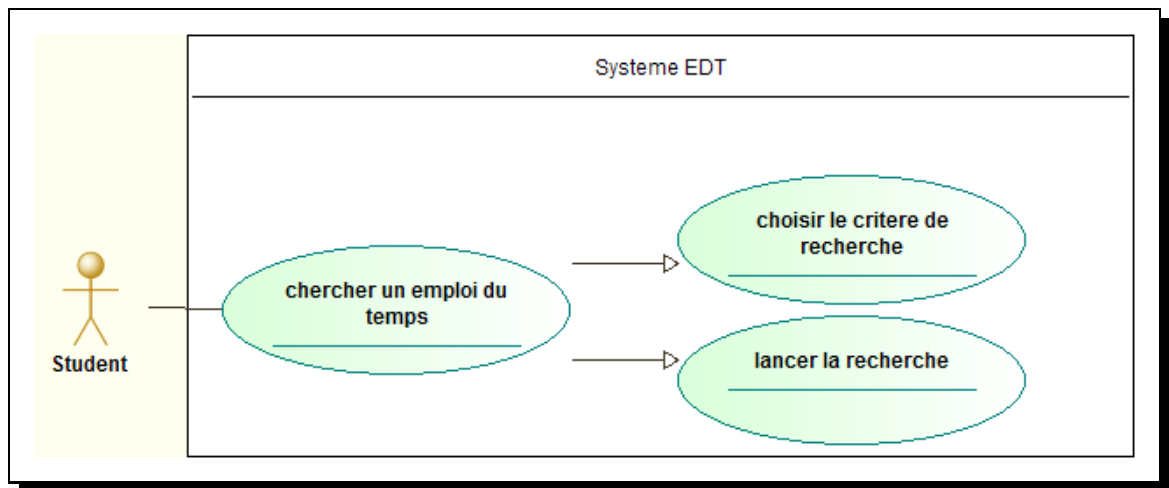 Systeme EDT
choisir le critere de
recherche
chercher un emploi du
temps
lancer la recherche
Student